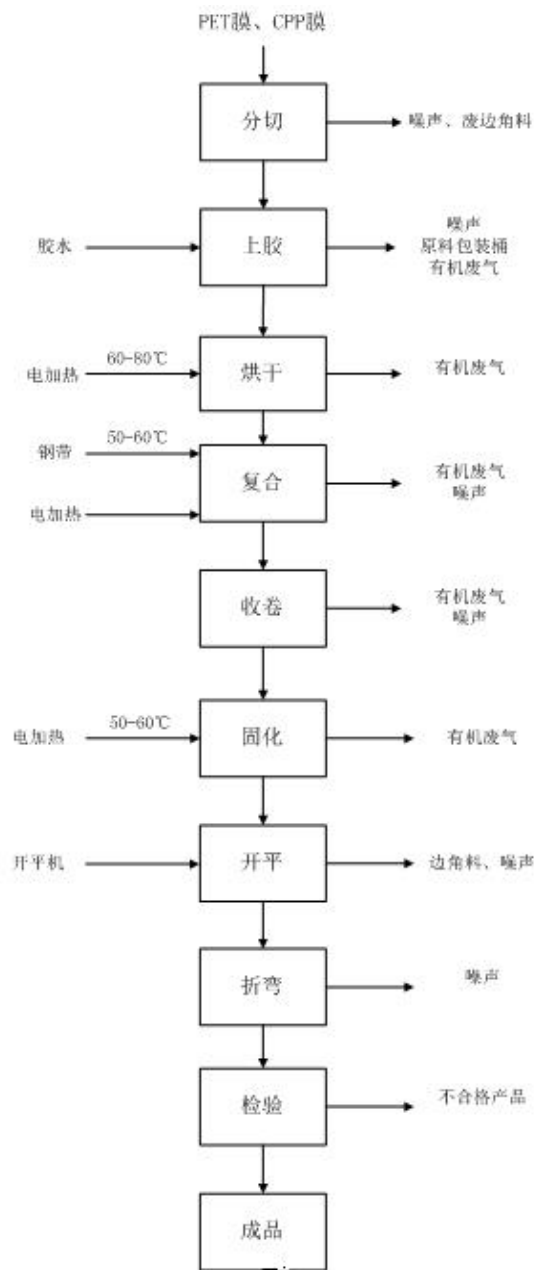 PET膜、CPP膜
分切
噪声、废边角料
胶水
上胶
噪声
原料包装桶
有机废气
电加热
60-80℃
烘干
有机废气
钢带
50-60℃
电加热
复合
有机废气
噪声
收卷
有机废气
噪声
电加热
50-60℃
固化
有机废气
开平机
开平
边角料、噪声
折弯
噪声
检验
不合格产品
成品